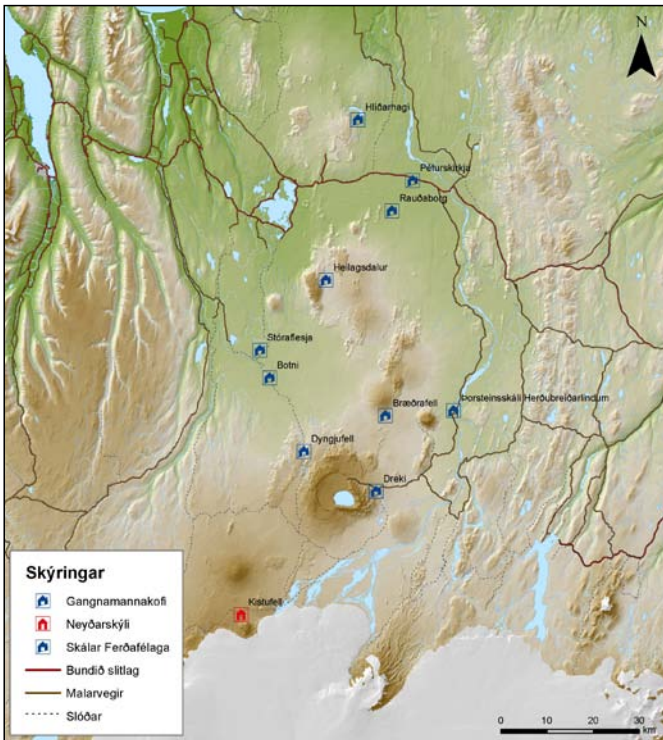 N
Hlíðarhagi
Péturskirkja
Rauðaborg
Heilagsdalur
Stóraflesja
Botni
Bræðrafell
Þorsteinsskáli Herðubreiðarlindum
Dyngjufell
Dreki
Kistufell
Skýringar
Gangnamannakofi
Neyðarskýli
Skálar Ferðafélaga
Bundið slitlag
Malarvegir
Slóðar
0 10 20 30
km